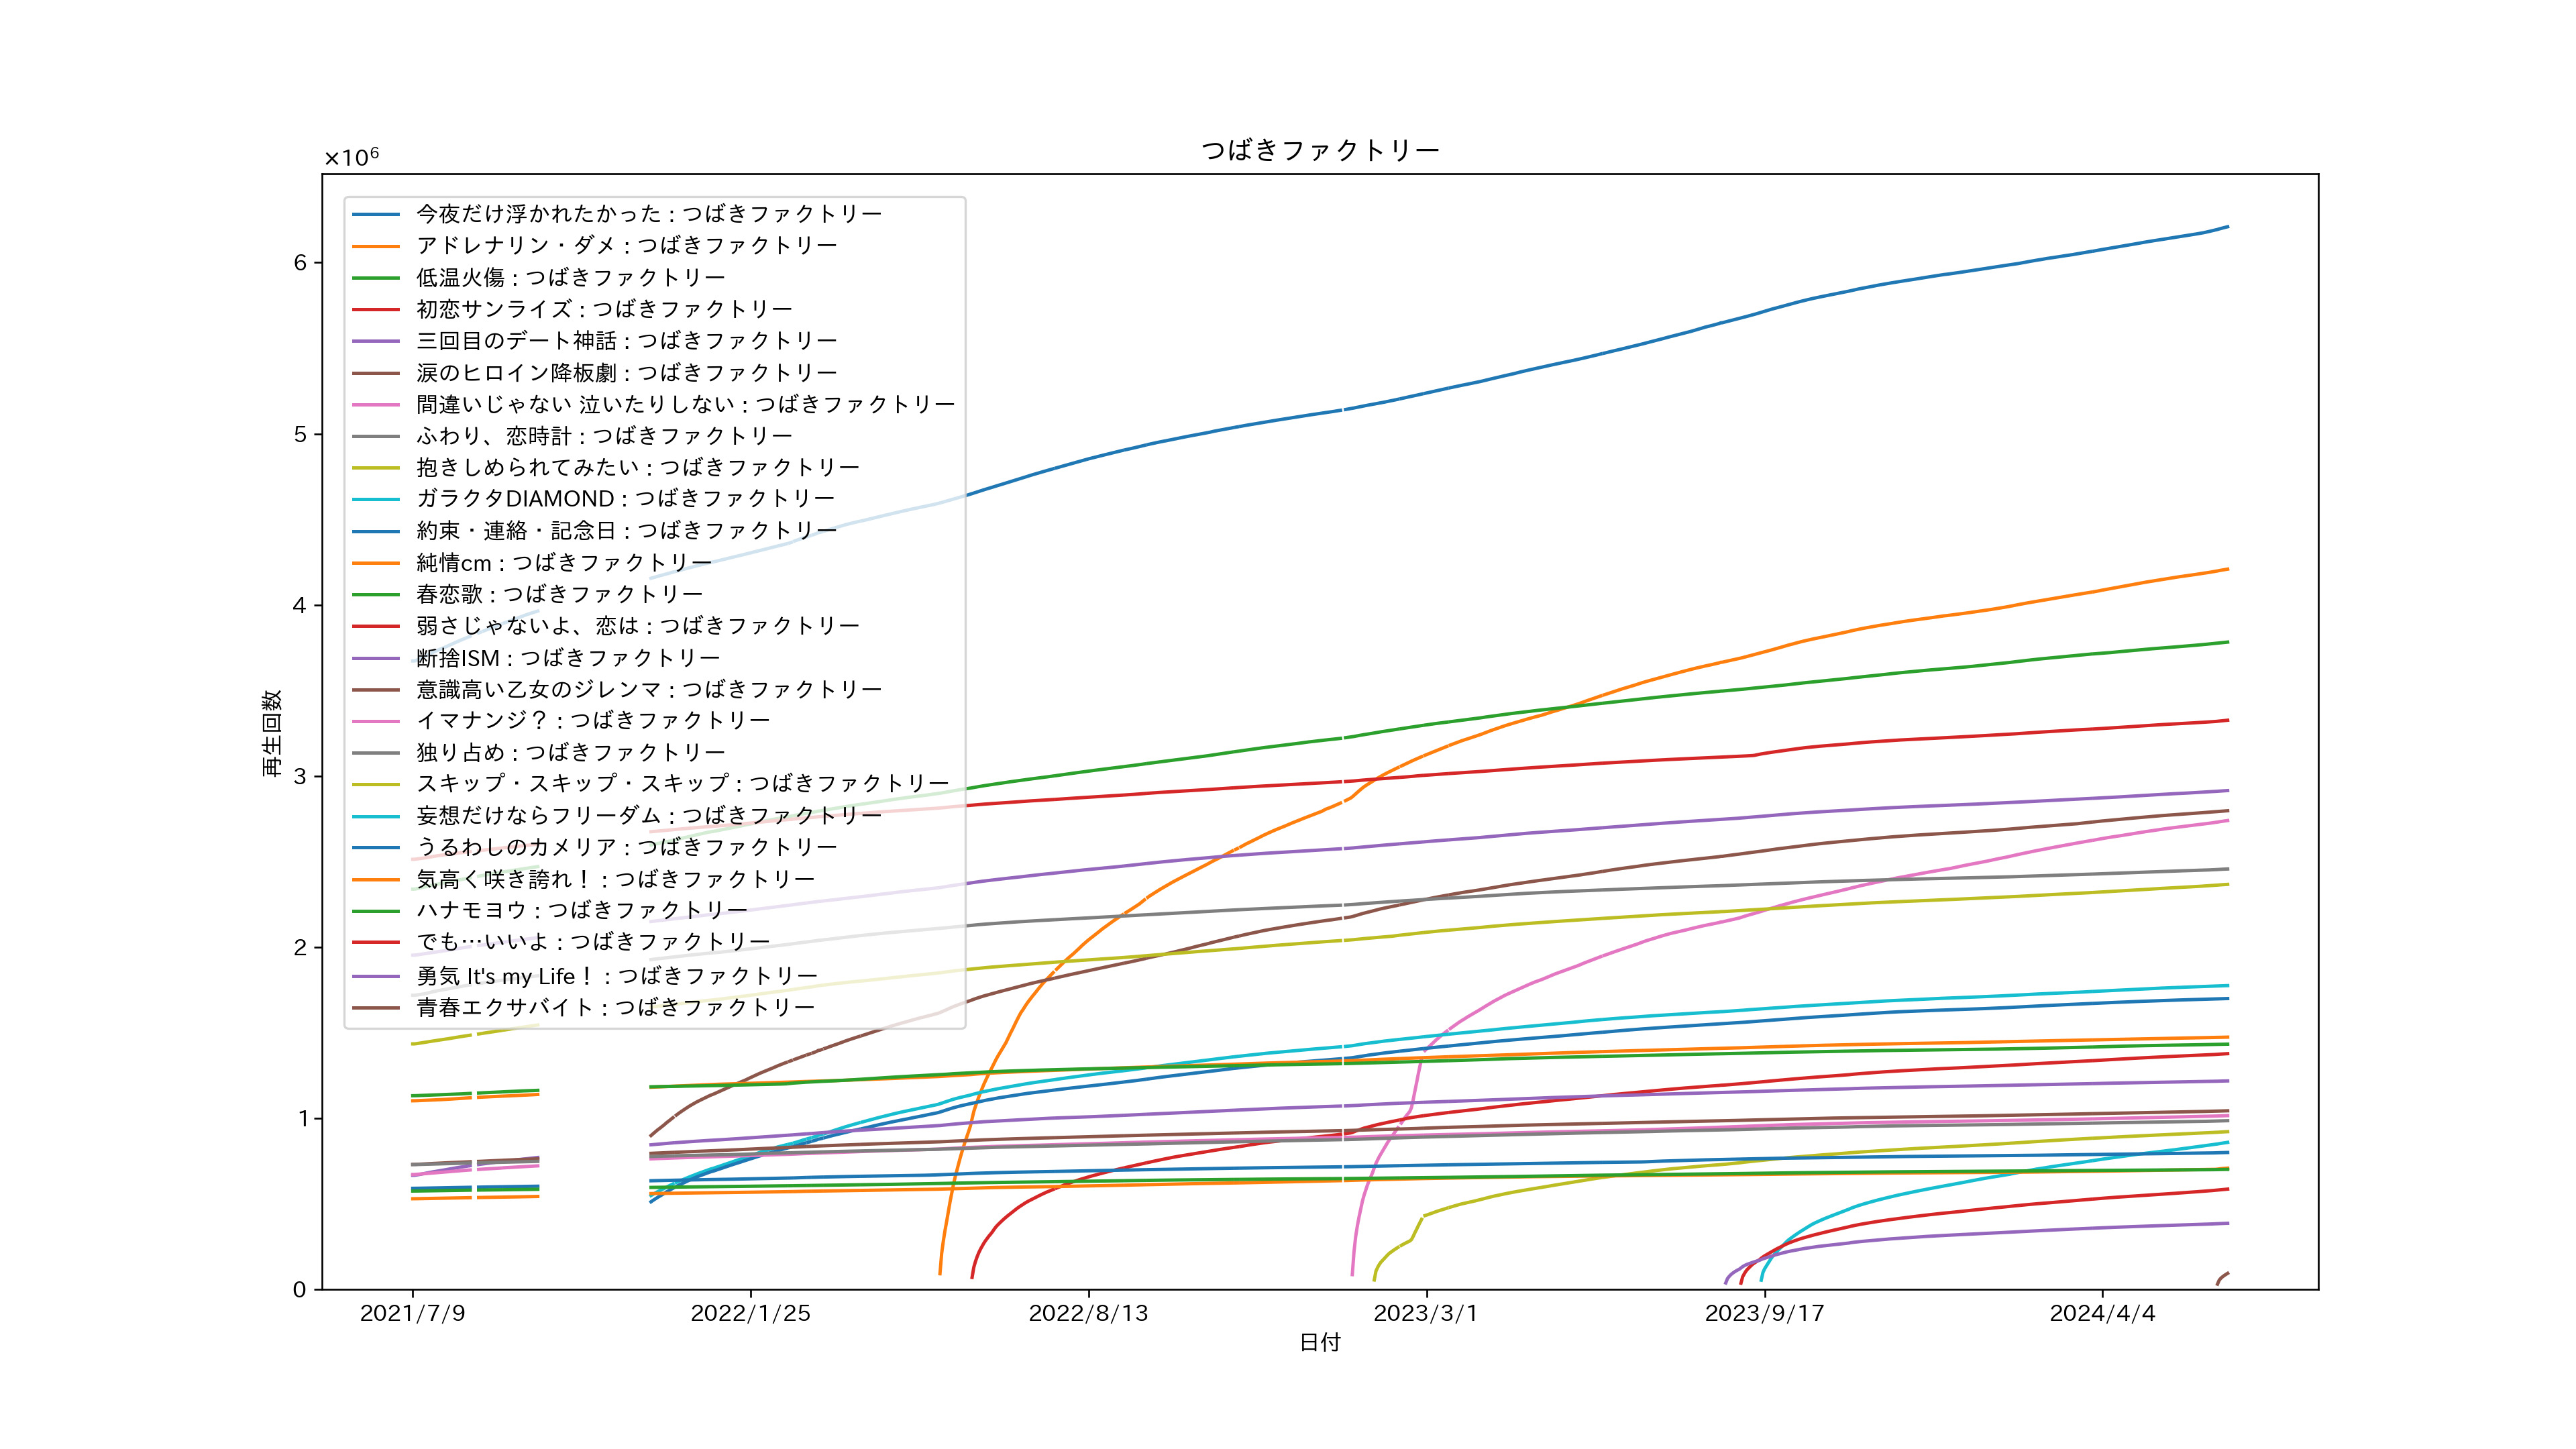 つばきファクトリー
×10⁶
今夜だけ浮かれたかった : つばきファクトリー
アドレナリン・ダメ : つばきファクトリー
低温火傷 : つばきファクトリー
初恋サンライズ : つばきファクトリー
三回目のデート神話 : つばきファクトリー
涙のヒロイン降板劇 : つばきファクトリー
間違いじゃない 泣いたりしない : つばきファクトリー
ふわり、恋時計 : つばきファクトリー
抱きしめられてみたい : つばきファクトリー
ガラクタDIAMOND : つばきファクトリー
約束・連絡・記念日 : つばきファクトリー
純情cm : つばきファクトリー
春恋歌 : つばきファクトリー
弱さじゃないよ、恋は : つばきファクトリー
断捨ISM : つばきファクトリー
意識高い乙女のジレンマ : つばきファクトリー
イマナンジ？ : つばきファクトリー
独り占め : つばきファクトリー
スキップ・スキップ・スキップ : つばきファクトリー
妄想だけならフリーダム : つばきファクトリー
うるわしのカメリア : つばきファクトリー
気高く咲き誇れ！ : つばきファクトリー
ハナモヨウ : つばきファクトリー
でも…いいよ : つばきファクトリー
勇気 It's my Life！ : つばきファクトリー
青春エクサバイト : つばきファクトリー
6
5
4
3
2
1
0
再生回数
2021/7/9
2022/1/25
2022/8/13
2023/3/1
2023/9/17
2024/4/4
日付